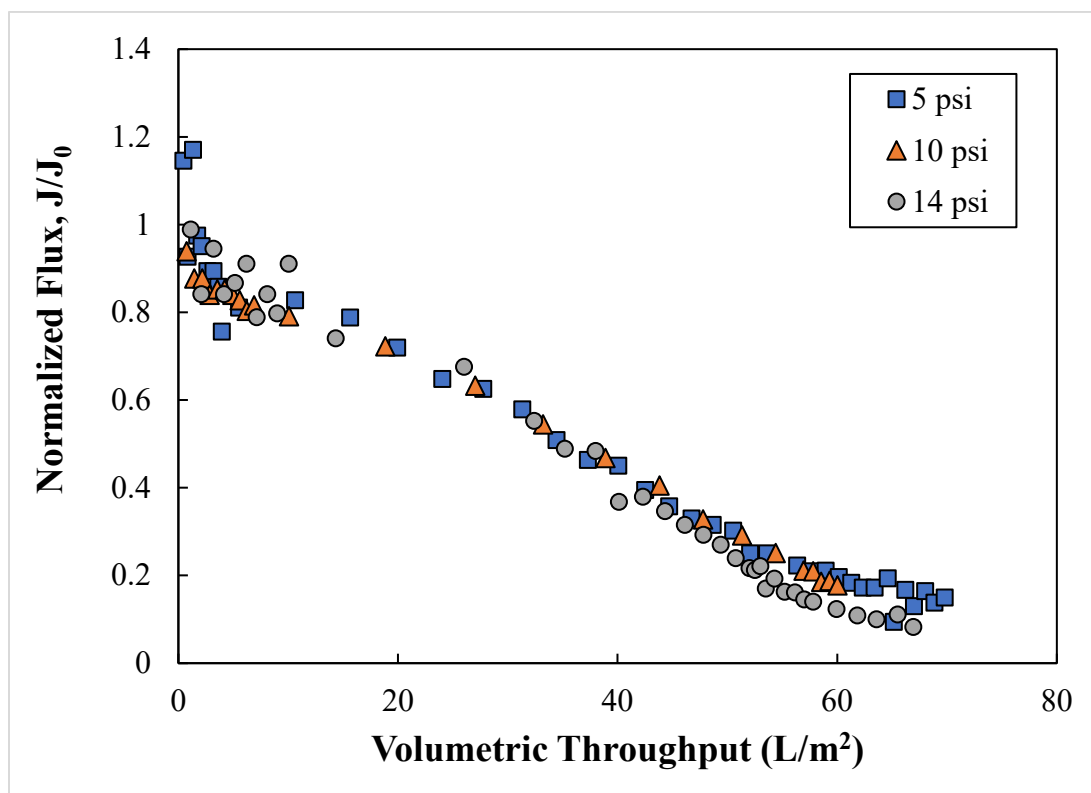 1.4
1.2
1
0.8
0.6
0.4
0.2
0
Normalized Flux, J/J₀
5 psi
10 psi
14 psi
0 20 40 60 80
Volumetric Throughput (L/m²)